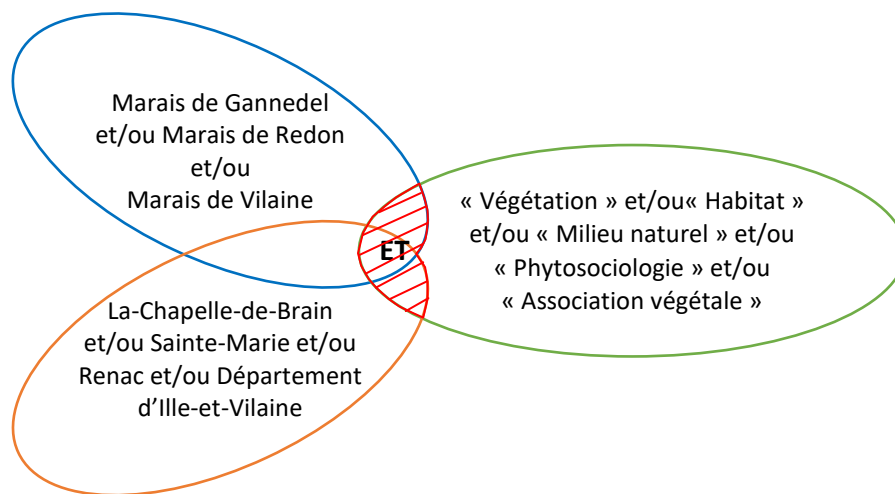 Marais de Gannedel
et/ou Marais de Redon
et/ou
Marais de Vilaine
« Végétation » et/ou« Habitat »
et/ou « Milieu naturel » et/ou
« Phytosociologie » et/ou
« Association végétale »
ET
La-Chapelle-de-Brain
et/ou Sainte-Marie et/ou
Renac et/ou Département
d’Ille-et-Vilaine